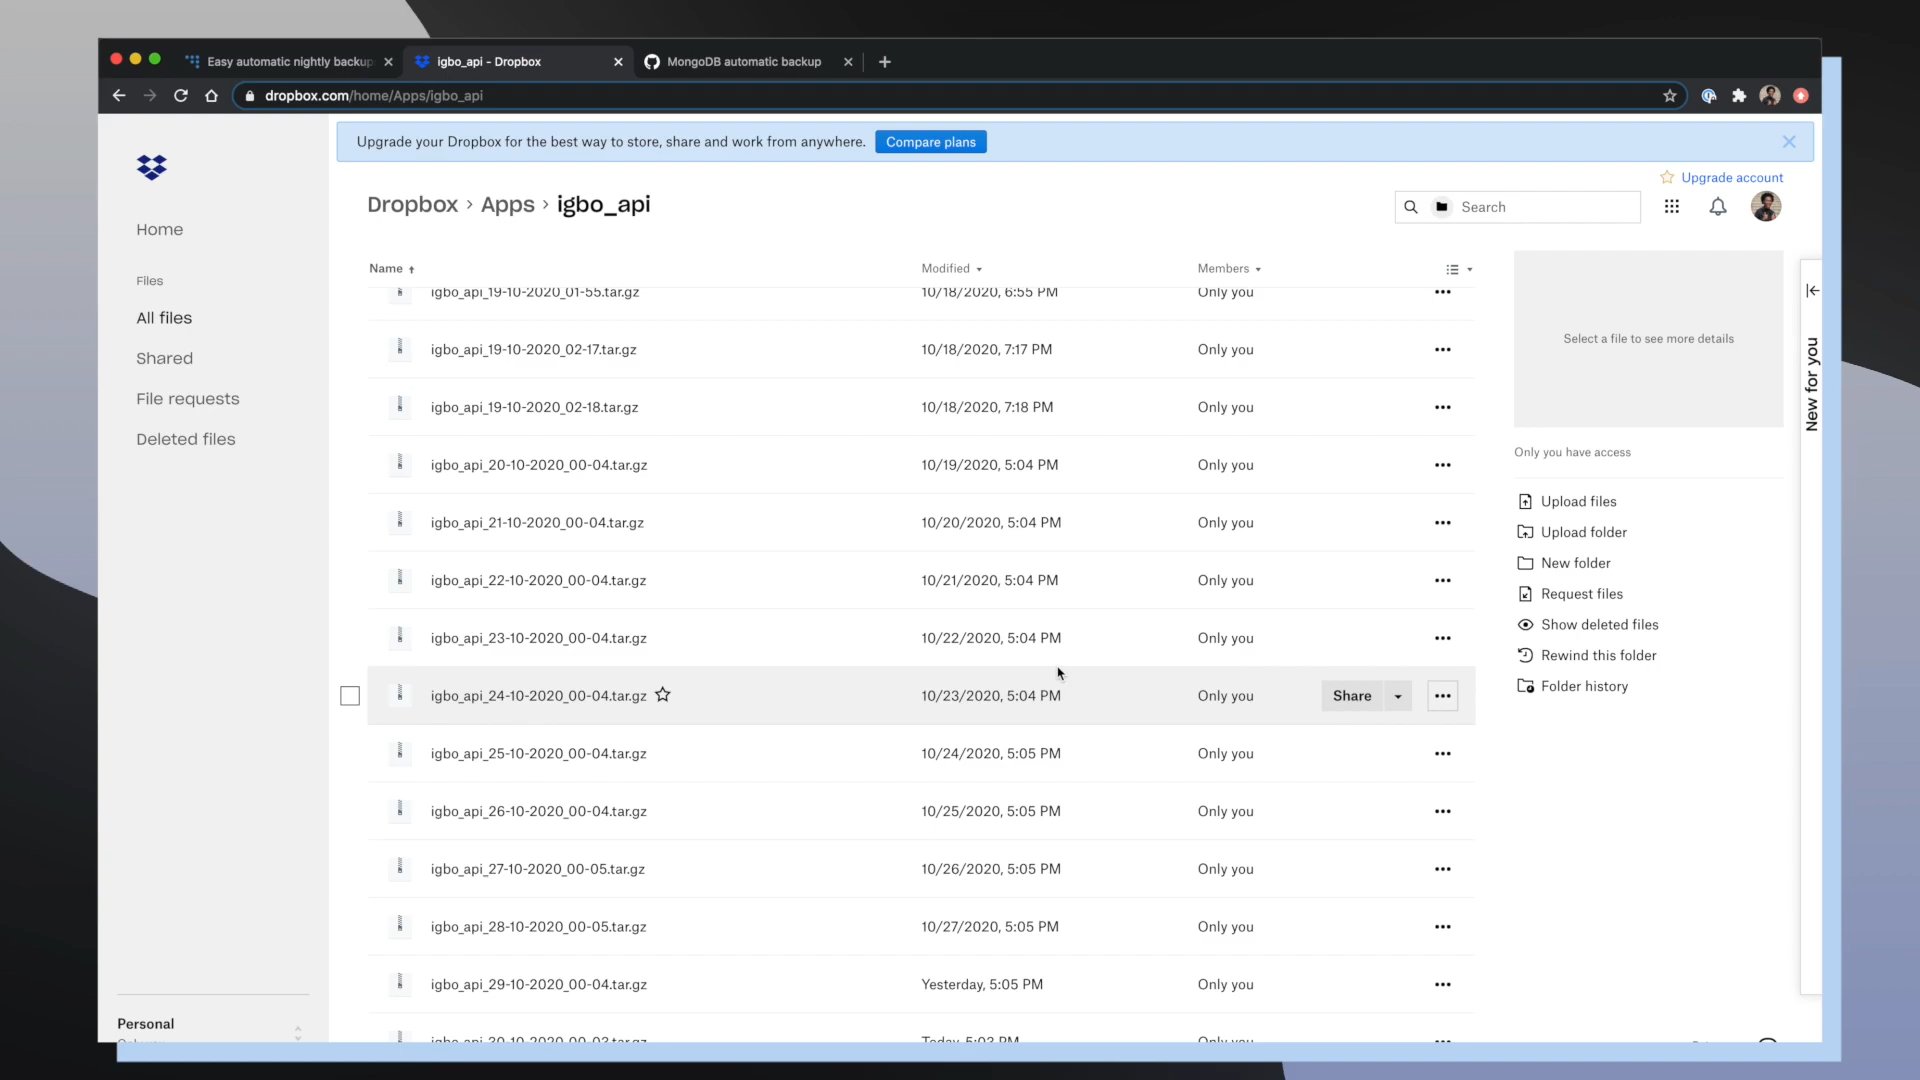 Easy automatic nightly backup
igbo_api - Dropbox
MongoDB automatic backup
dropbox.com/home/Apps/igbo_api
Upgrade your Dropbox for the best way to store, share and work from anywhere. Compare plans
Upgrade account
Dropbox › Apps › igbo_api
Search
Home
Files
All files
Shared
File requests
Deleted files
Personal
Name Modified Members
igbo_api_19-10-2020_01-55.tar.gz 10/18/2020, 6:55 PM Only you
igbo_api_19-10-2020_02-17.tar.gz 10/18/2020, 7:17 PM Only you
igbo_api_19-10-2020_02-18.tar.gz 10/18/2020, 7:18 PM Only you
igbo_api_20-10-2020_00-04.tar.gz 10/19/2020, 5:04 PM Only you
igbo_api_21-10-2020_00-04.tar.gz 10/20/2020, 5:04 PM Only you
igbo_api_22-10-2020_00-04.tar.gz 10/21/2020, 5:04 PM Only you
igbo_api_23-10-2020_00-04.tar.gz 10/22/2020, 5:04 PM Only you
igbo_api_24-10-2020_00-04.tar.gz 10/23/2020, 5:04 PM Only you Share
igbo_api_25-10-2020_00-04.tar.gz 10/24/2020, 5:05 PM Only you
igbo_api_26-10-2020_00-04.tar.gz 10/25/2020, 5:05 PM Only you
igbo_api_27-10-2020_00-05.tar.gz 10/26/2020, 5:05 PM Only you
igbo_api_28-10-2020_00-05.tar.gz 10/27/2020, 5:05 PM Only you
igbo_api_29-10-2020_00-04.tar.gz Yesterday, 5:05 PM Only you
igbo_api_30-10-2020_00-03.tar.gz Today, 5:03 PM Only you
Select a file to see more details
Only you have access
Upload files
Upload folder
New folder
Request files
Show deleted files
Rewind this folder
Folder history
New for you